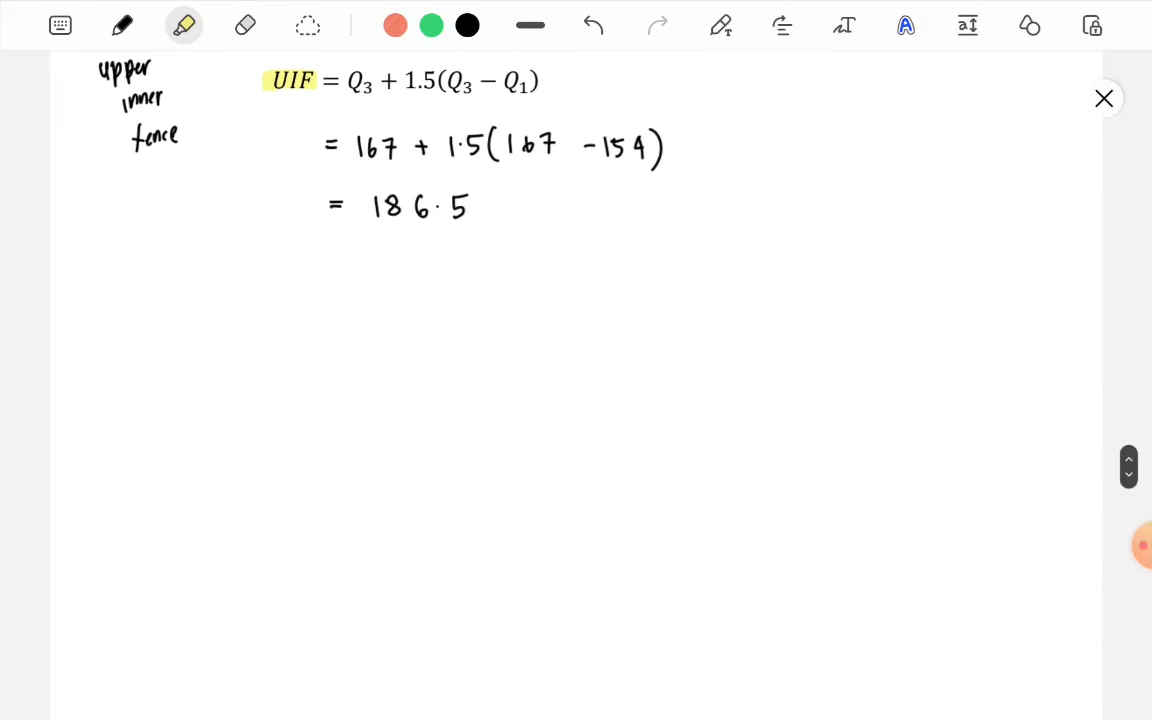 upper
inner
fence
UIF = Q₃ + 1.5(Q₃ − Q₁)
= 167 + 1.5(167 - 154)
= 186.5